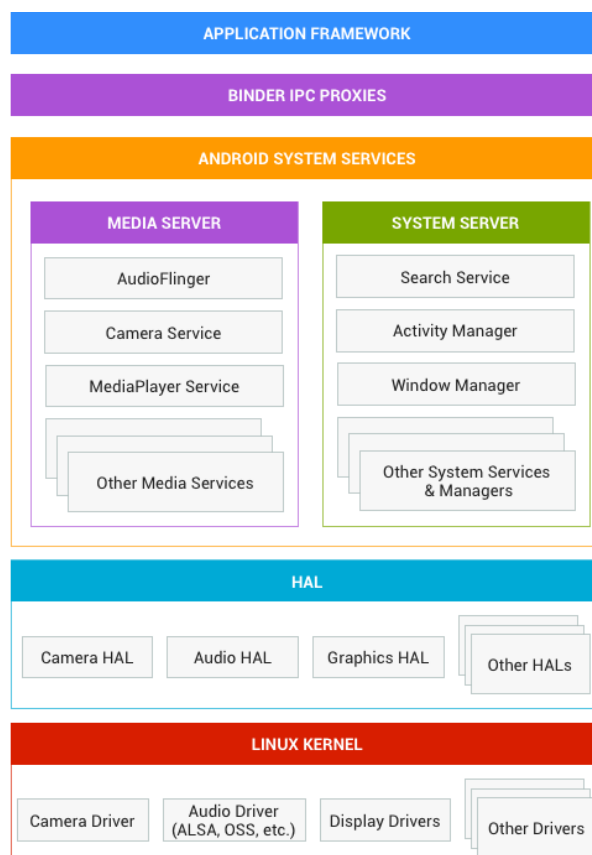 APPLICATION FRAMEWORK
BINDER IPC PROXIES
ANDROID SYSTEM SERVICES
MEDIA SERVER
AudioFlinger
Camera Service
MediaPlayer Service
Other Media Services
SYSTEM SERVER
Search Service
Activity Manager
Window Manager
Other System Services
& Managers
HAL
Camera HAL
Audio HAL
Graphics HAL
Other HALs
LINUX KERNEL
Camera Driver
Audio Driver
(ALSA, OSS, etc.)
Display Drivers
Other Drivers